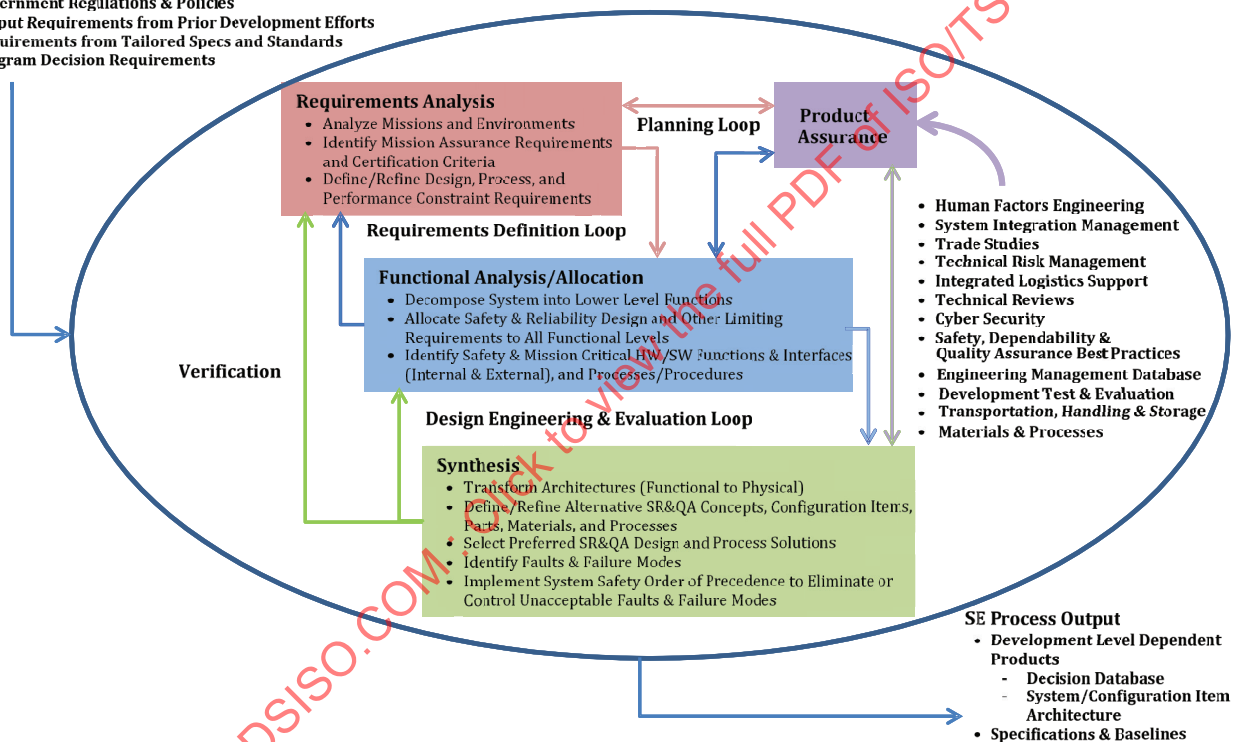 Regulations & Policies
Requirements from Prior Development Efforts
from Tailored Specs and Standards
Decision Requirements
Requirements Analysis
• Analyze Missions and Environments
• Identify Mission Assurance Requirements
and Certification Criteria
• Define/Refine Design, Process, and
Performance Constraint Requirements
Planning Loop
Product
Assurance
Requirements Definition Loop
Functional Analysis/Allocation
• Decompose System into Lower Level Functions
• Allocate Safety & Reliability Design and Other Limiting
Requirements to All Functional Levels
• Identify Safety & Mission Critical HW/SW Functions & Interfaces
(Internal & External), and Processes/Procedures
Verification
Design Engineering & Evaluation Loop
Synthesis
• Transform Architectures (Functional to Physical)
• Define/Refine Alternative SR&QA Concepts, Configuration Items,
Parts, Materials, and Processes
• Select Preferred SR&QA Design and Process Solutions
• Identify Faults & Failure Modes
• Implement System Safety Order of Precedence to Eliminate or
Control Unacceptable Faults & Failure Modes
• Human Factors Engineering
• System Integration Management
• Trade Studies
• Technical Risk Management
• Integrated Logistics Support
• Technical Reviews
• Cyber Security
• Safety, Dependability &
Quality Assurance Best Practices
• Engineering Management Database
• Development Test & Evaluation
• Transportation, Handling & Storage
• Materials & Processes
SE Process Output
• Development Level Dependent
Products
- Decision Database
- System/Configuration Item
Architecture
• Specifications & Baselines
DSISO.COM : Click to view the full PDF of ISO/TS